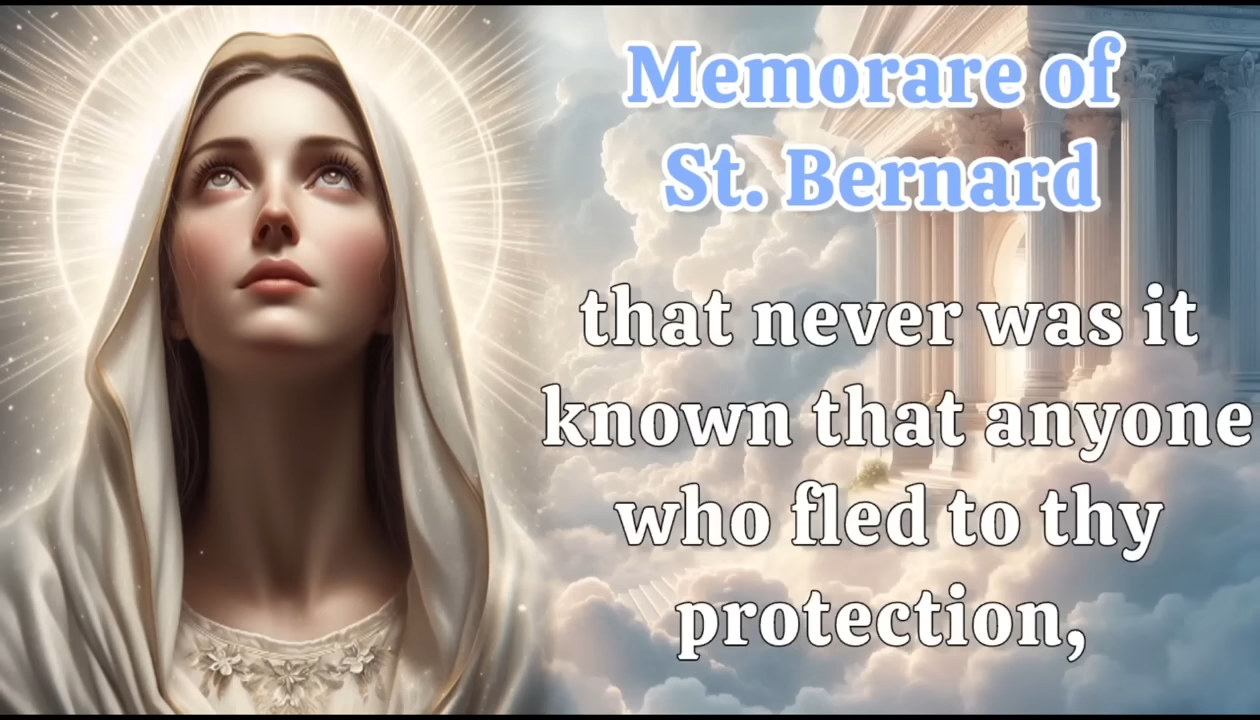 Memorare of
St. Bernard
that never was it
known that anyone
who fled to thy
protection,